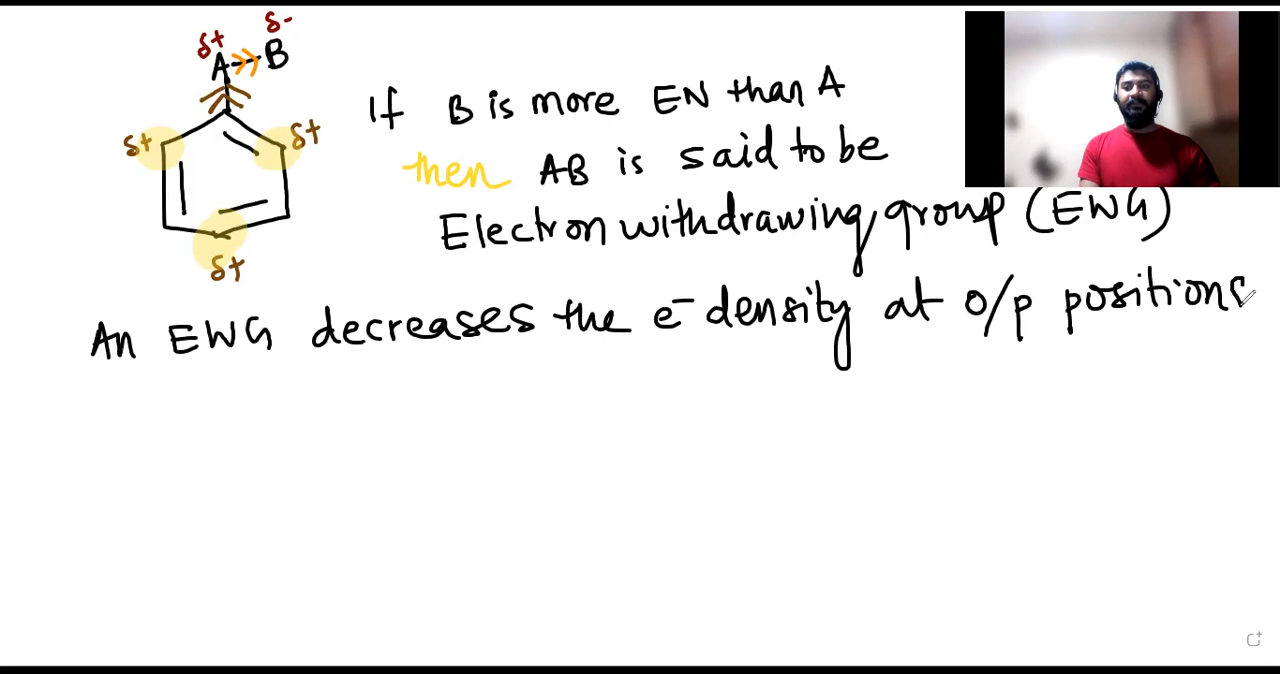 δ-
δ+
A B
δ+ δ+
δ+
If B is more EN than A
then AB is said to be
Electron withdrawing group (EWG)
An EWG decreases the e- density at o/p positions